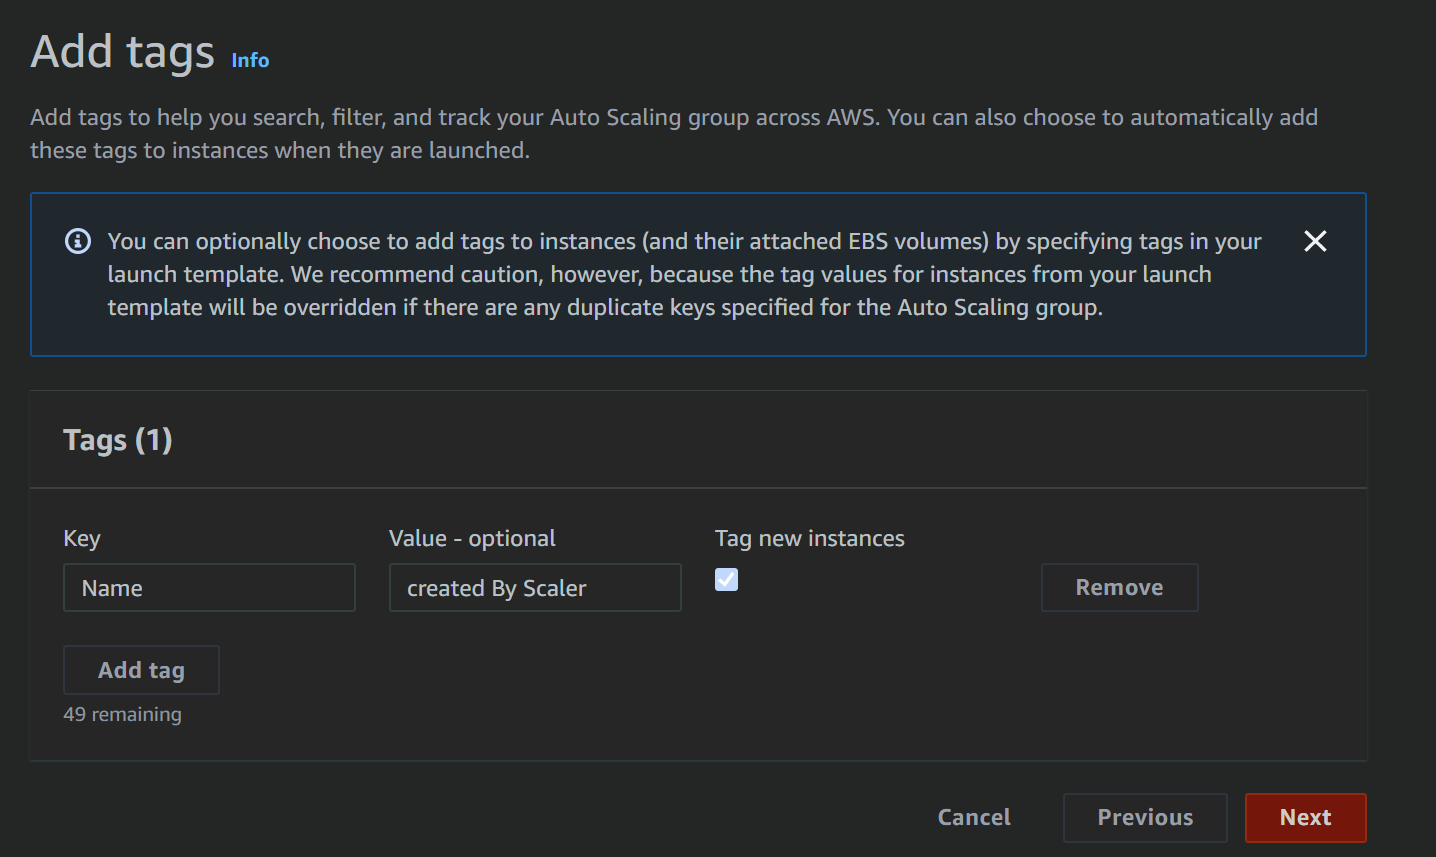 Add tags Info
Add tags to help you search, filter, and track your Auto Scaling group across AWS. You can also choose to automatically add
these tags to instances when they are launched.
You can optionally choose to add tags to instances (and their attached EBS volumes) by specifying tags in your
launch template. We recommend caution, however, because the tag values for instances from your launch
template will be overridden if there are any duplicate keys specified for the Auto Scaling group.
Tags (1)
Key Value - optional Tag new instances
Name created By Scaler Remove
Add tag
49 remaining
Cancel Previous Next